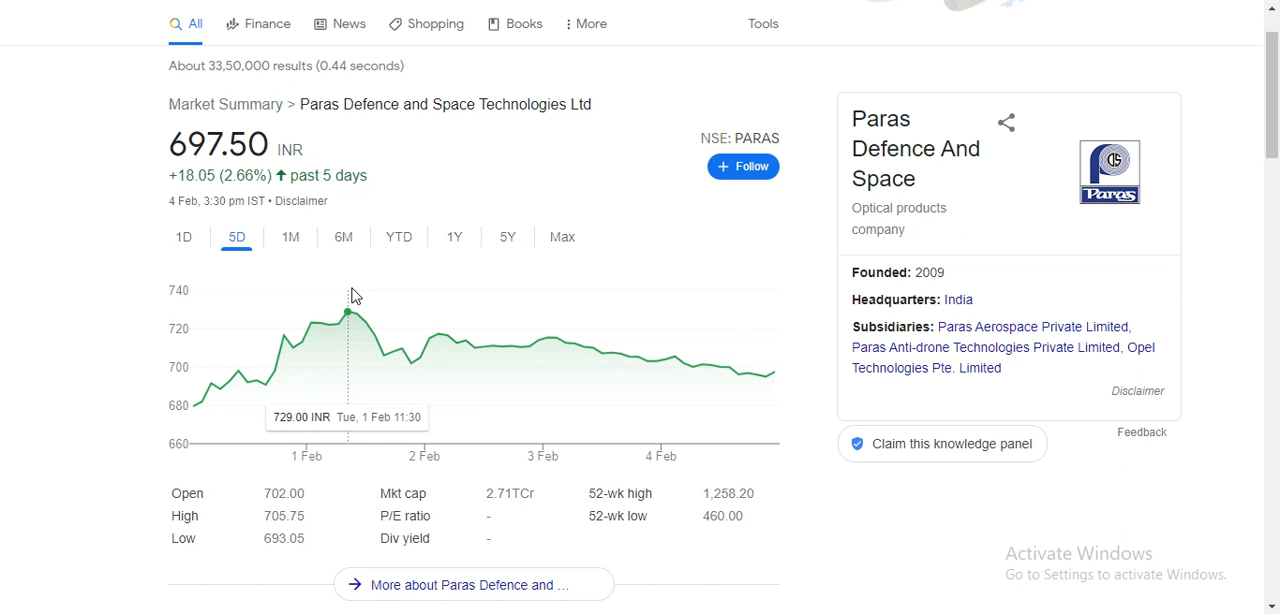 All Finance News Shopping Books More Tools
About 33,50,000 results (0.44 seconds)
Market Summary > Paras Defence and Space Technologies Ltd
697.50 INR
NSE: PARAS
+ Follow
+18.05 (2.66%) ↑ past 5 days
4 Feb, 3:30 pm IST • Disclaimer
1D 5D 1M 6M YTD 1Y 5Y Max
740
720
700
680
660
729.00 INR Tue, 1 Feb 11:30
1 Feb 2 Feb 3 Feb 4 Feb
Open 702.00 Mkt cap 2.71TCr 52-wk high 1,258.20
High 705.75 P/E ratio - 52-wk low 460.00
Low 693.05 Div yield -
→ More about Paras Defence and ...
Paras
Defence And
Space
Optical products
company
Paras
Founded: 2009
Headquarters: India
Subsidiaries: Paras Aerospace Private Limited,
Paras Anti-drone Technologies Private Limited, Opel
Technologies Pte. Limited
Disclaimer
Feedback
Claim this knowledge panel
Activate Windows
Go to Settings to activate Windows.